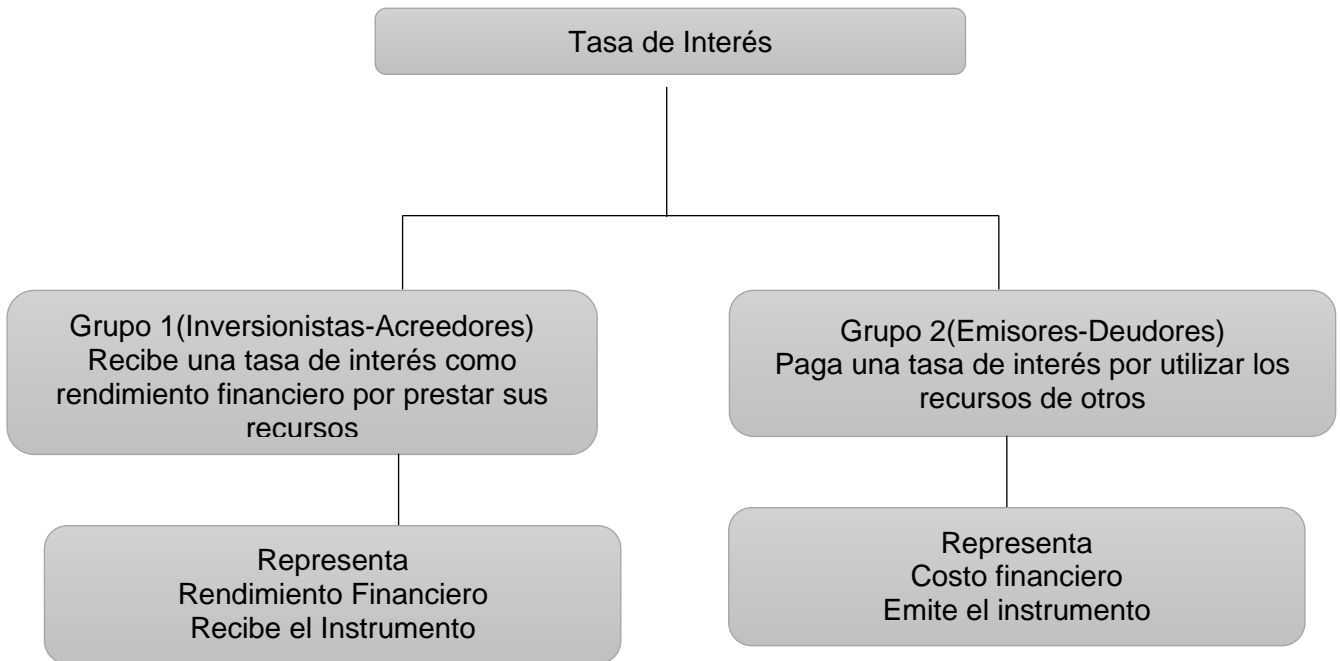 Tasa de Interés
Grupo 1(Inversionistas-Acreedores)
Recibe una tasa de interés como
rendimiento financiero por prestar sus
recursos
Grupo 2(Emisores-Deudores)
Paga una tasa de interés por utilizar los
recursos de otros
Representa
Rendimiento Financiero
Recibe el Instrumento
Representa
Costo financiero
Emite el instrumento